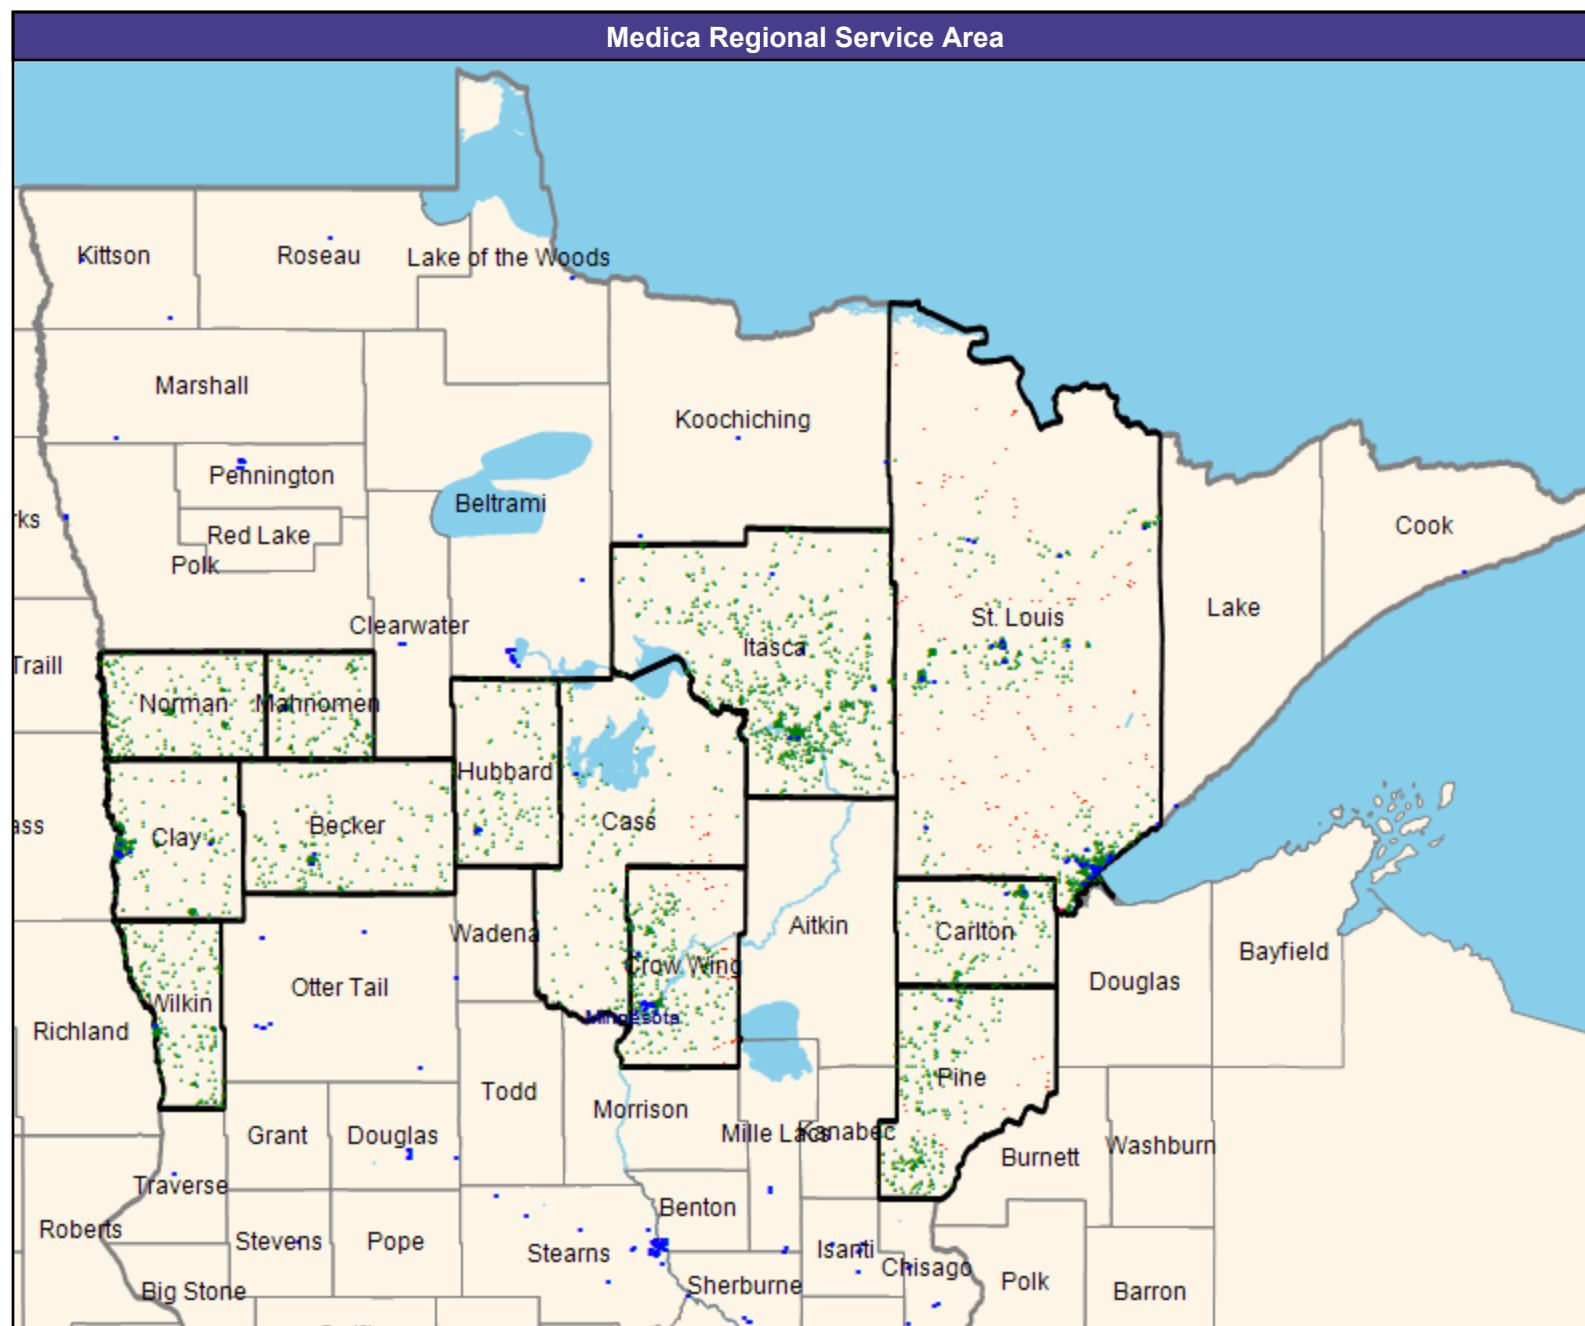 Medica Regional Service Area
Kittson
Roseau
Lake of the Woods
Marshall
Koochiching
Pennington
Beltrami
rks
Red Lake
Cook
Polk
Lake
St. Louis
Clearwater
Itasca
Traill
Norman
Mahnomen
Hubbard
Cass
ass
Clay
Becker
Aitkin
Wadena
Carlton
Bayfield
Crow Wing
Douglas
Otter Tail
Wilkin
Minnesota
Richland
Pine
Todd
Morrison
Grant
Douglas
Mille Lacs
Kanabec
Washburn
Burnett
Traverse
Benton
Roberts
Stevens
Pope
Stearns
Isanti
Chisago
Polk
Barron
Sherburne
Big Stone